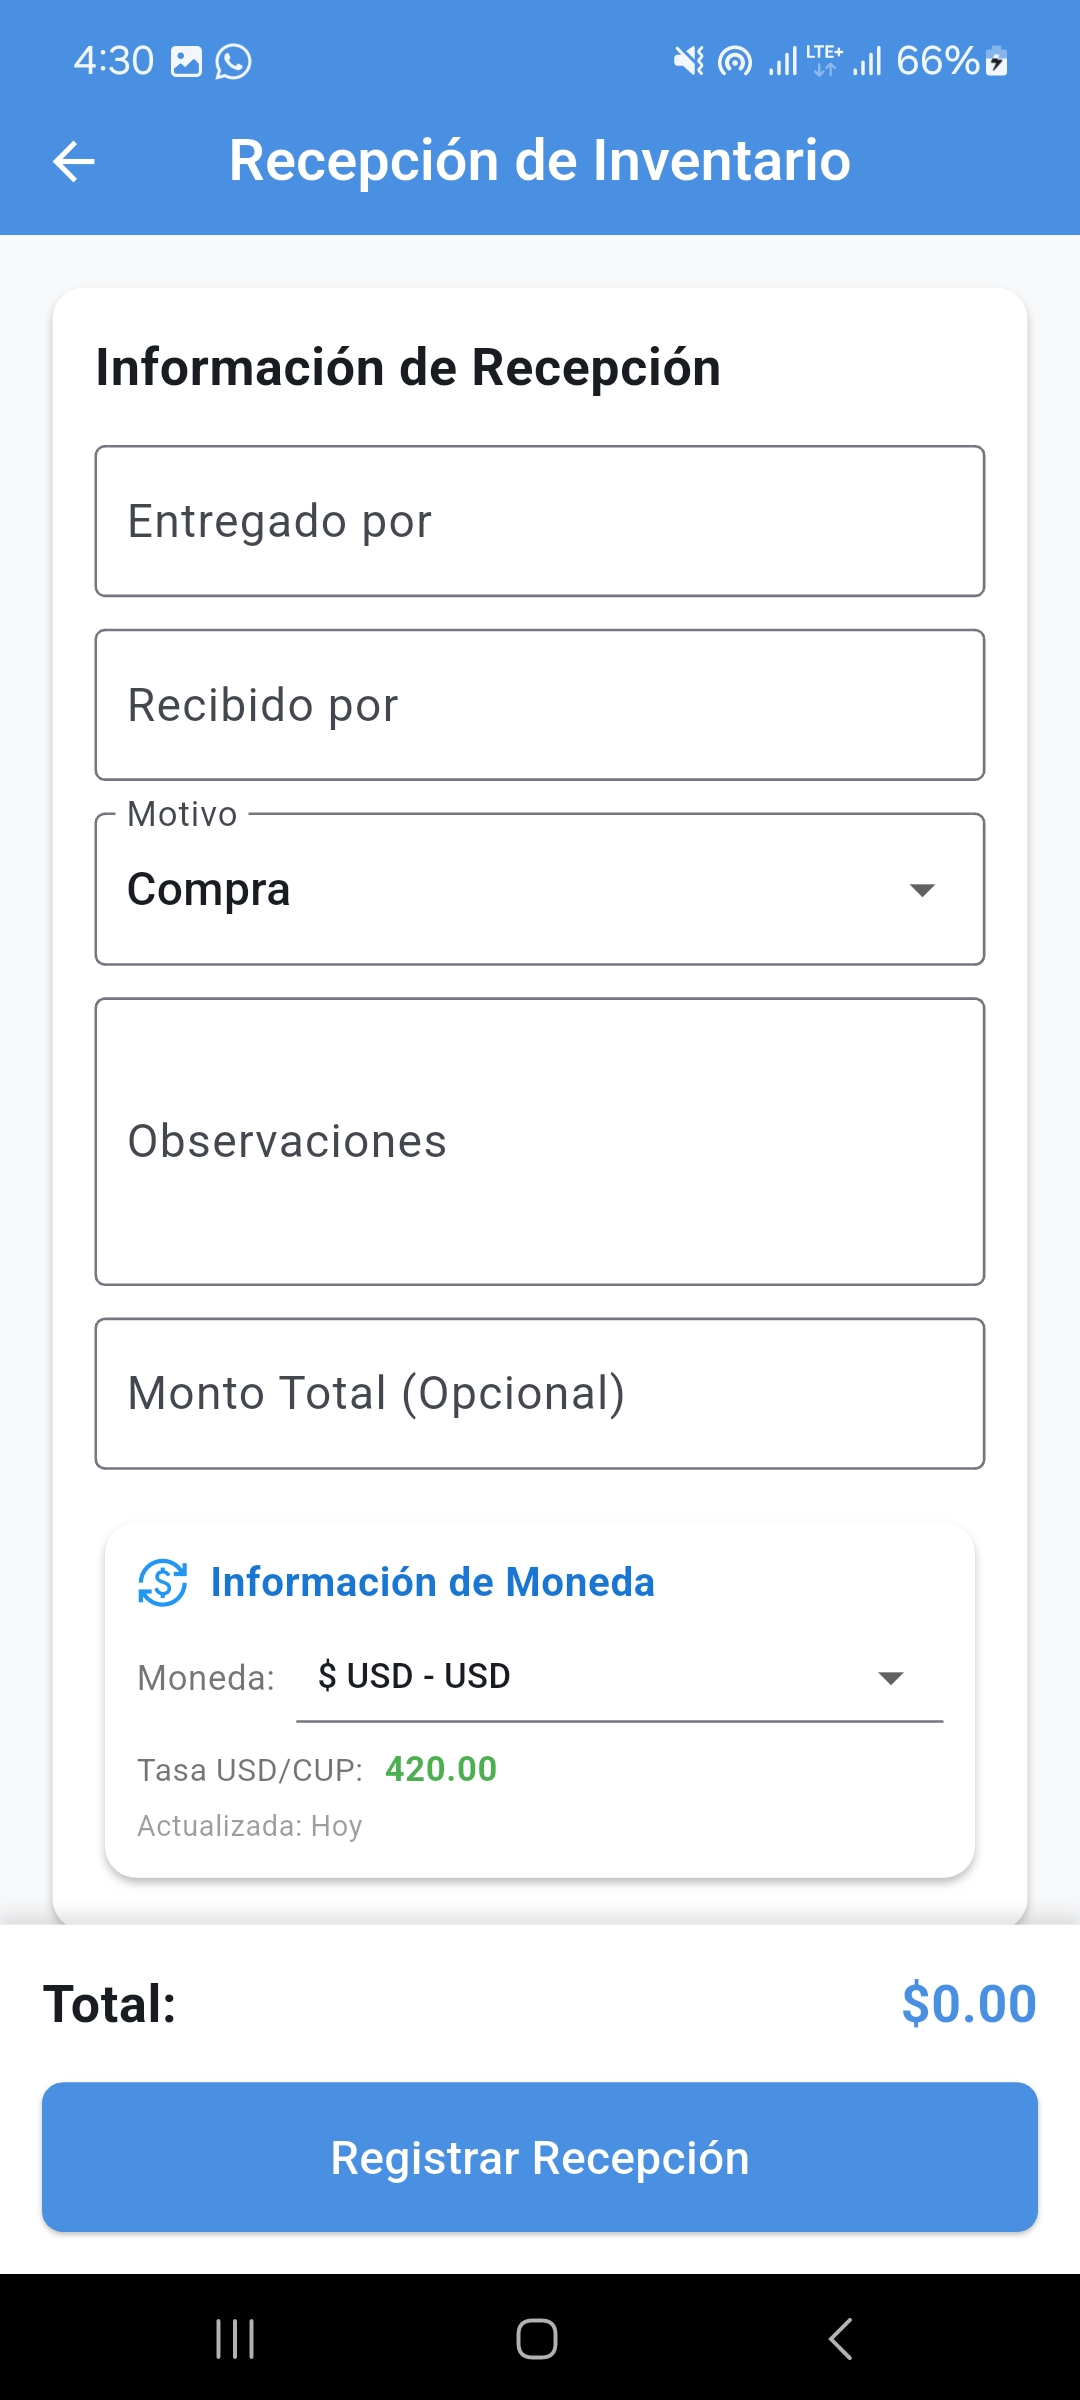 4:30 LTE+ 66%
Recepción de Inventario
Información de Recepción
Entregado por
Recibido por
Motivo
Compra
Observaciones
Monto Total (Opcional)
Información de Moneda
Moneda: $ USD - USD
Tasa USD/CUP: 420.00
Actualizada: Hoy
Total: $0.00
Registrar Recepción